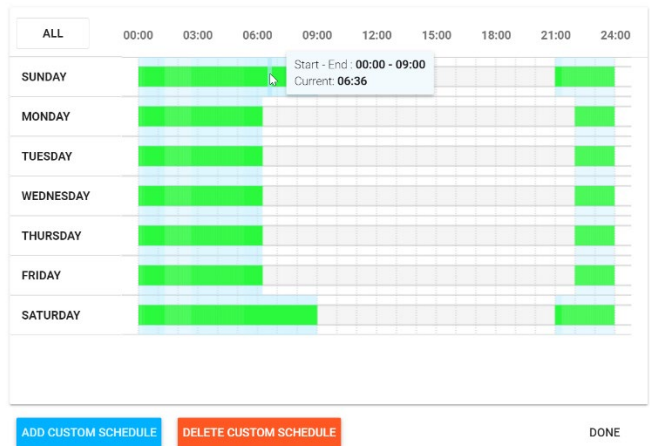 ALL 00:00 03:00 06:00 09:00 12:00 15:00 18:00 21:00 24:00
Start - End : 00:00 - 09:00
SUNDAY
Current: 06:36
MONDAY
TUESDAY
WEDNESDAY
THURSDAY
FRIDAY
SATURDAY
ADD CUSTOM SCHEDULE DELETE CUSTOM SCHEDULE DONE